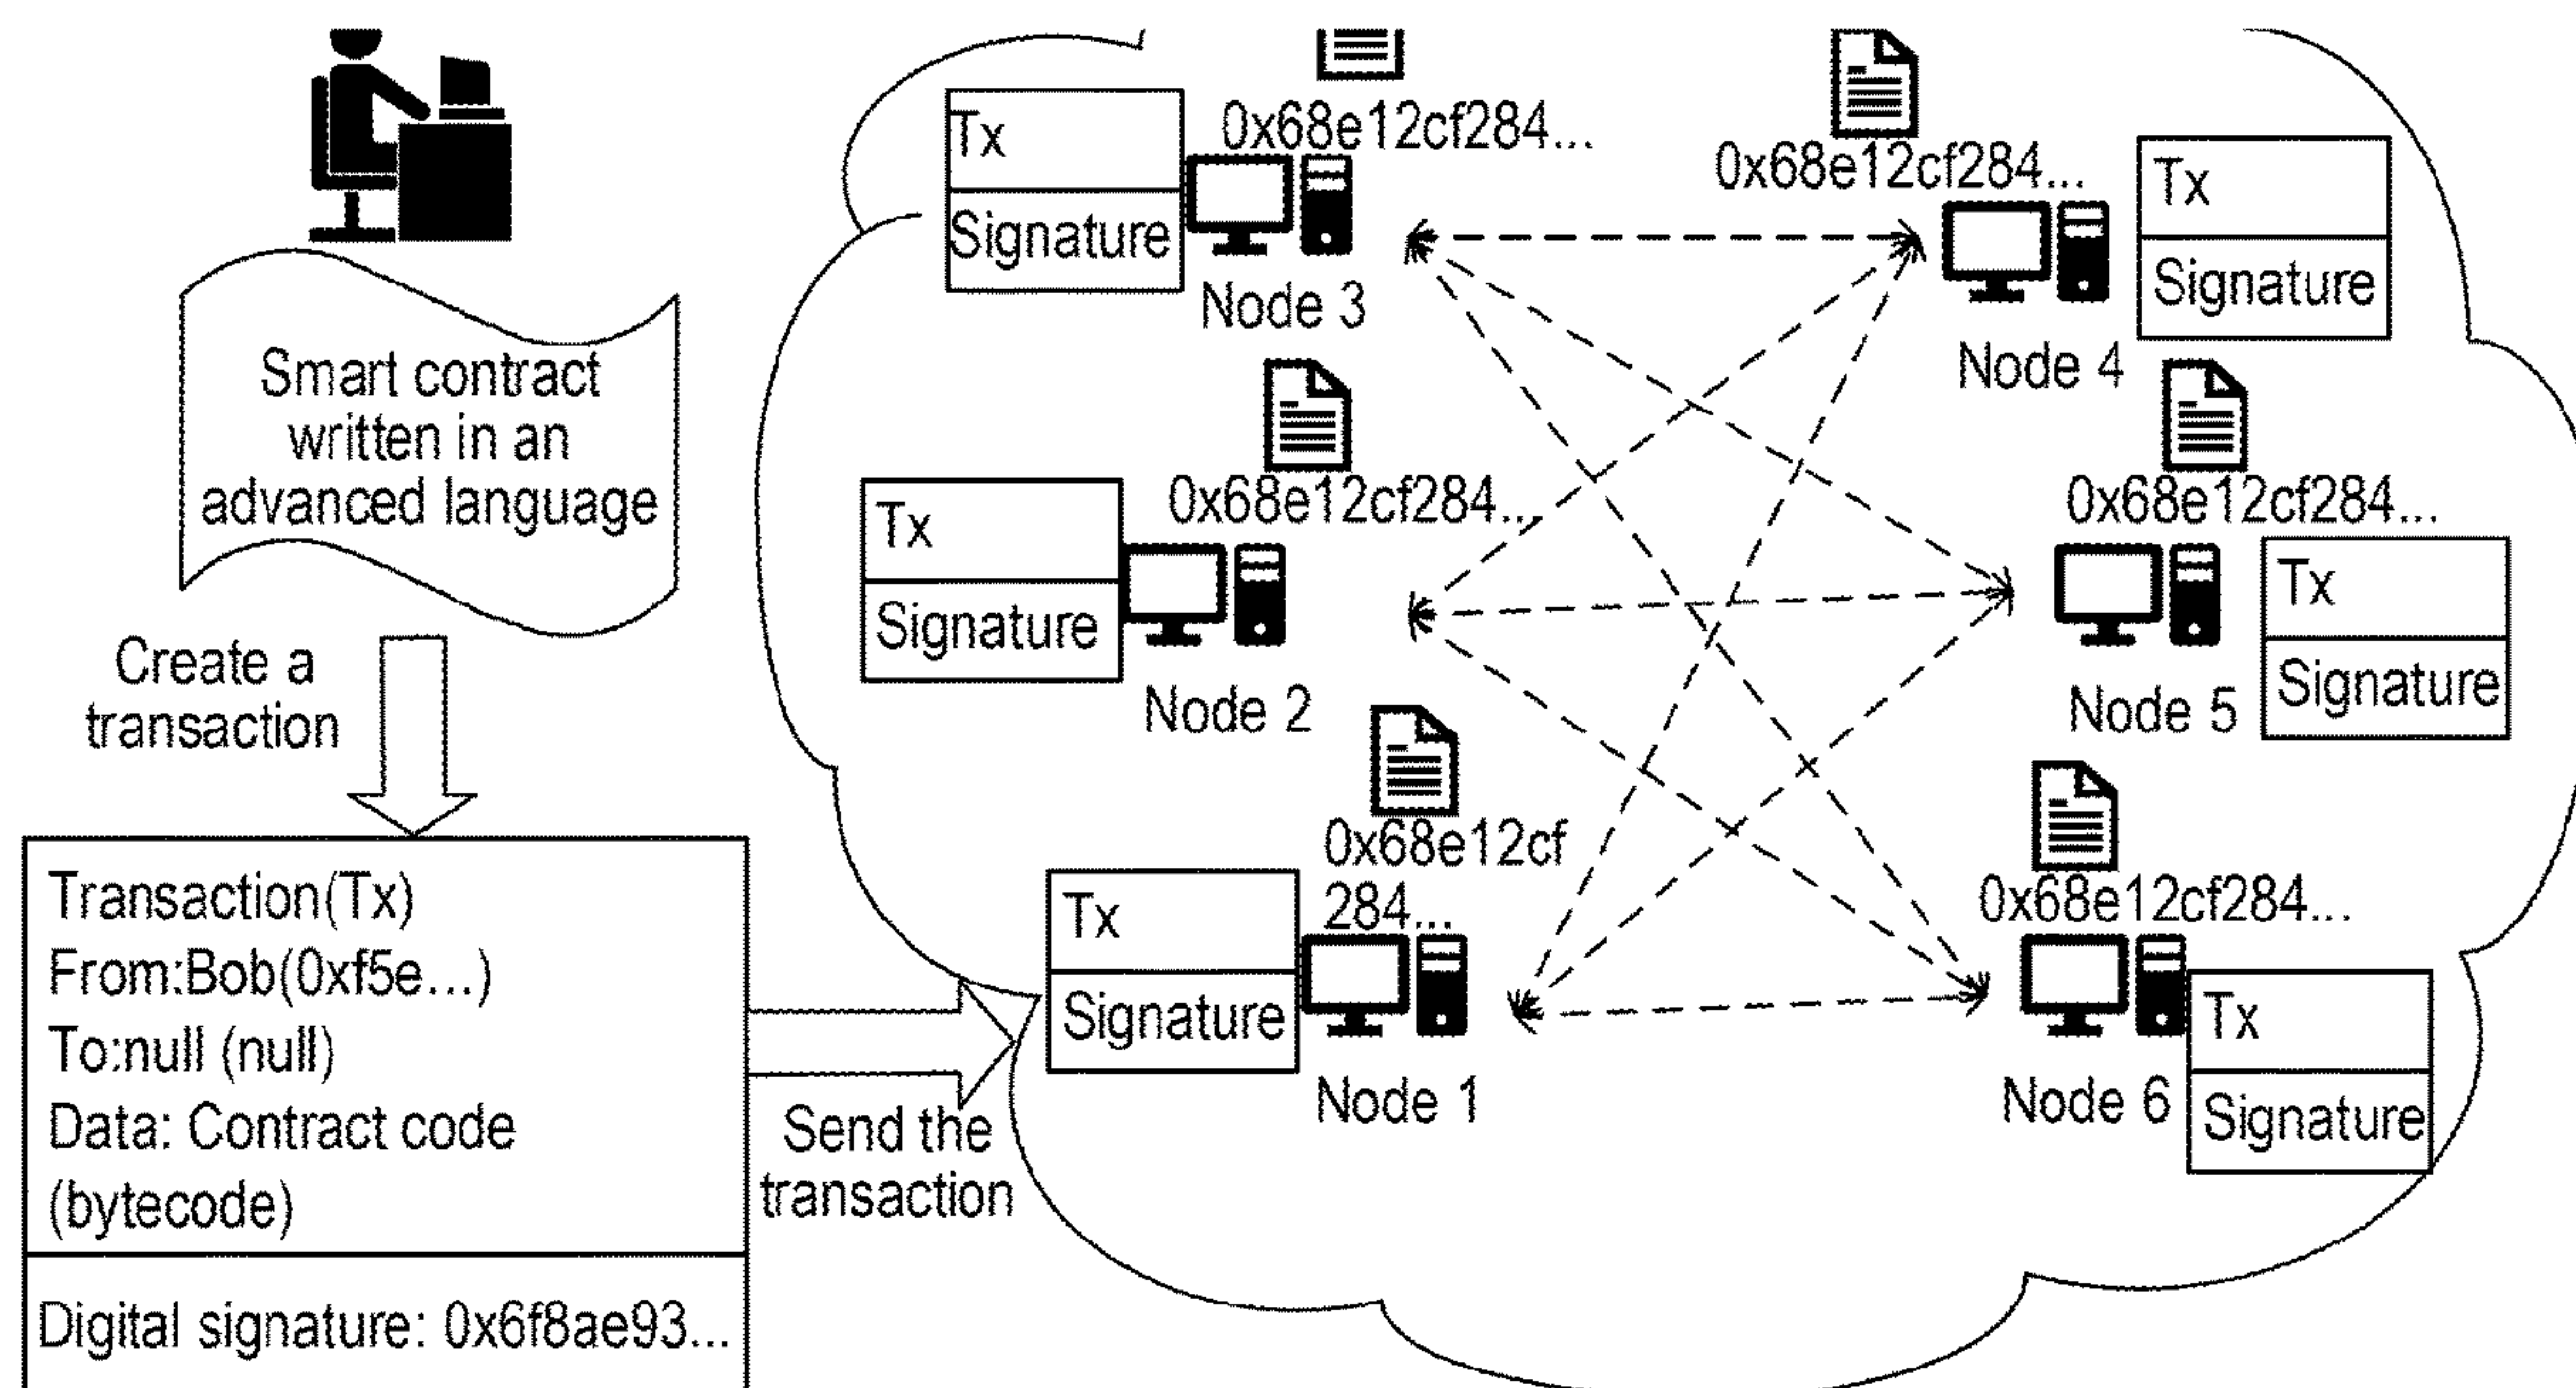 Smart contract
written in an
advanced language
Create a
transaction
Transaction(Tx)
From:Bob(0xf5e...)
To:null (null)
Data: Contract code
(bytecode)
Digital signature: 0x6f8ae93...
Send the
transaction
0x68e12cf284...
Tx
Signature
Node 3
0x68e12cf284...
Tx
Signature
Node 4
0x68e12cf284...
Tx
Signature
Node 2
0x68e12cf284...
Tx
Signature
Node 5
0x68e12cf
284...
Tx
Signature
Node 1
0x68e12cf284...
Tx
Signature
Node 6